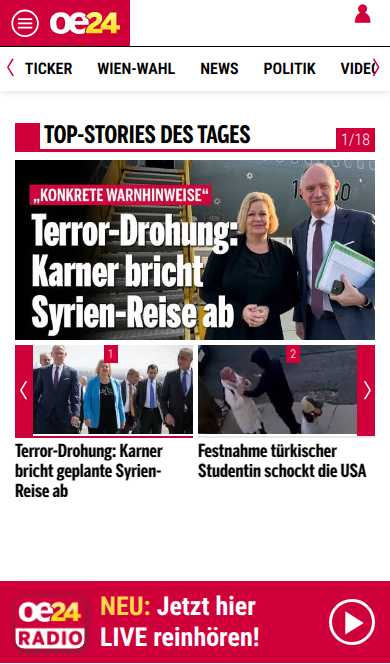 oe24
TICKER WIEN-WAHL NEWS POLITIK
TOP-STORIES DES TAGES
1/18
„KONKRETE WARNHINWEISE“
Terror-Drohung:
Karner bricht
Syrien-Reise ab
1
2
Terror-Drohung: Karner
bricht geplante Syrien-
Reise ab
Festnahme türkischer
Studentin schockt die USA
oe24
RADIO
NEU: Jetzt hier
LIVE reinhören!